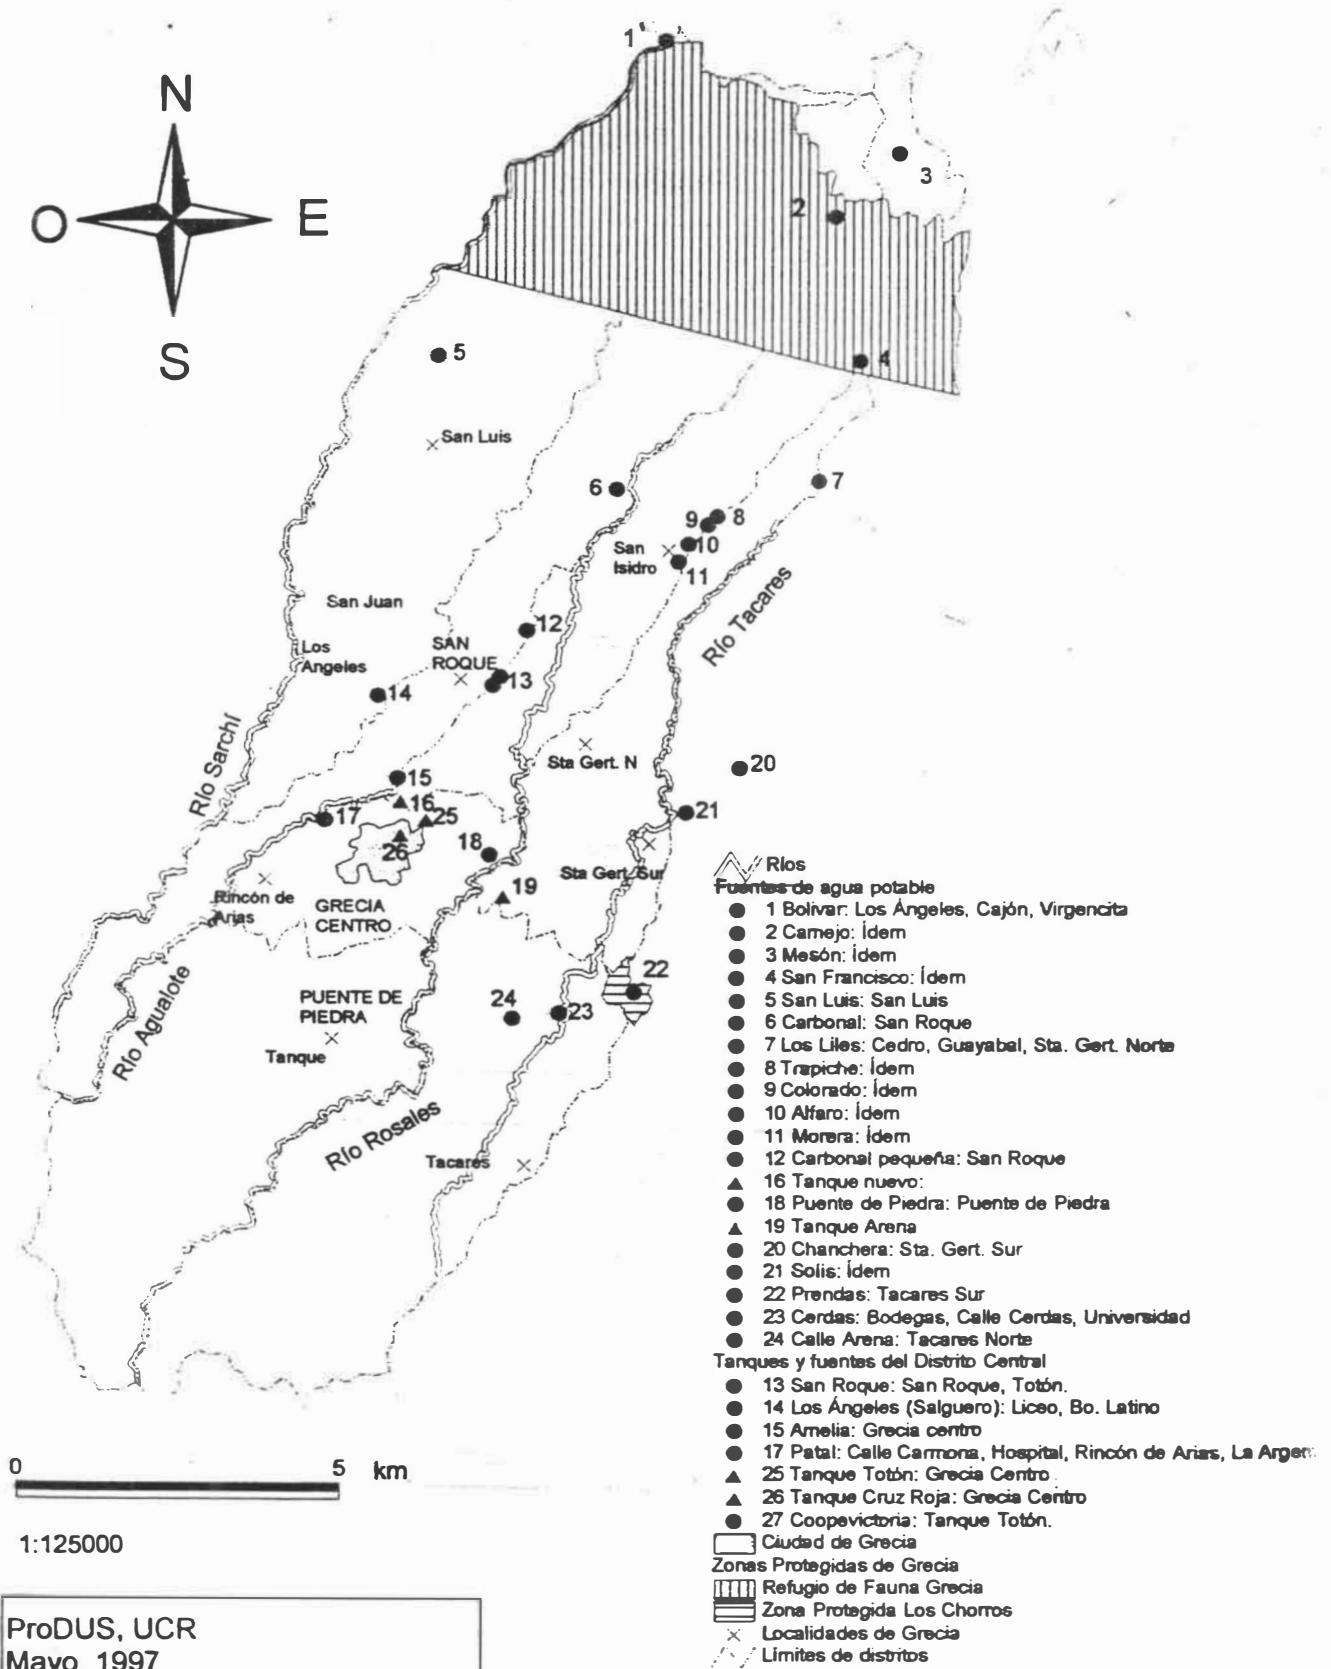 N
O
E
S
1
3
2
4
5
San Luis
6
7
8
9
10
San
Isidro
11
Río Tacares
San Juan
12
Los
Angeles
SAN
ROQUE
13
14
Río Sarchí
Sta Gert. N
20
15
16
25
17
21
26
18
Sta Gert. Sur
19
Rincón de
Arias
GRECIA
CENTRO
22
PUENTE DE
PIEDRA
24
23
Río Agualote
Tanque
Río Rosales
Tacares
Ríos
Fuentes de agua potable
1 Bolivar: Los Ángeles, Cajón, Virgencita
2 Camejo: Ídem
3 Mesón: Ídem
4 San Francisco: Ídem
5 San Luis: San Luis
6 Carbonal: San Roque
7 Los Liles: Cedro, Guayabal, Sta. Gert. Norte
8 Trapiche: Ídem
9 Colorado: Ídem
10 Alfaro: Ídem
11 Morera: Ídem
12 Carbonal pequeña: San Roque
16 Tanque nuevo:
18 Puente de Piedra: Puente de Piedra
19 Tanque Arena
20 Chanchera: Sta. Gert. Sur
21 Solis: Ídem
22 Prendas: Tacares Sur
23 Cerdas: Bodegas, Calle Cerdas, Universidad
24 Calle Arena: Tacares Norte
Tanques y fuentes del Distrito Central
13 San Roque: San Roque, Totón.
14 Los Ángeles (Salguero): Liceo, Bo. Latino
15 Amelia: Grecia centro
17 Patal: Calle Carmona, Hospital, Rincón de Arias, La Argen
25 Tanque Totón: Grecia Centro
26 Tanque Cruz Roja: Grecia Centro
27 Coopevictoria: Tanque Totón.
Ciudad de Grecia
Zonas Protegidas de Grecia
Refugio de Fauna Grecia
Zona Protegida Los Chorros
Localidades de Grecia
Límites de distritos
0 5 km
1:125000
ProDUS, UCR
Mayo, 1997